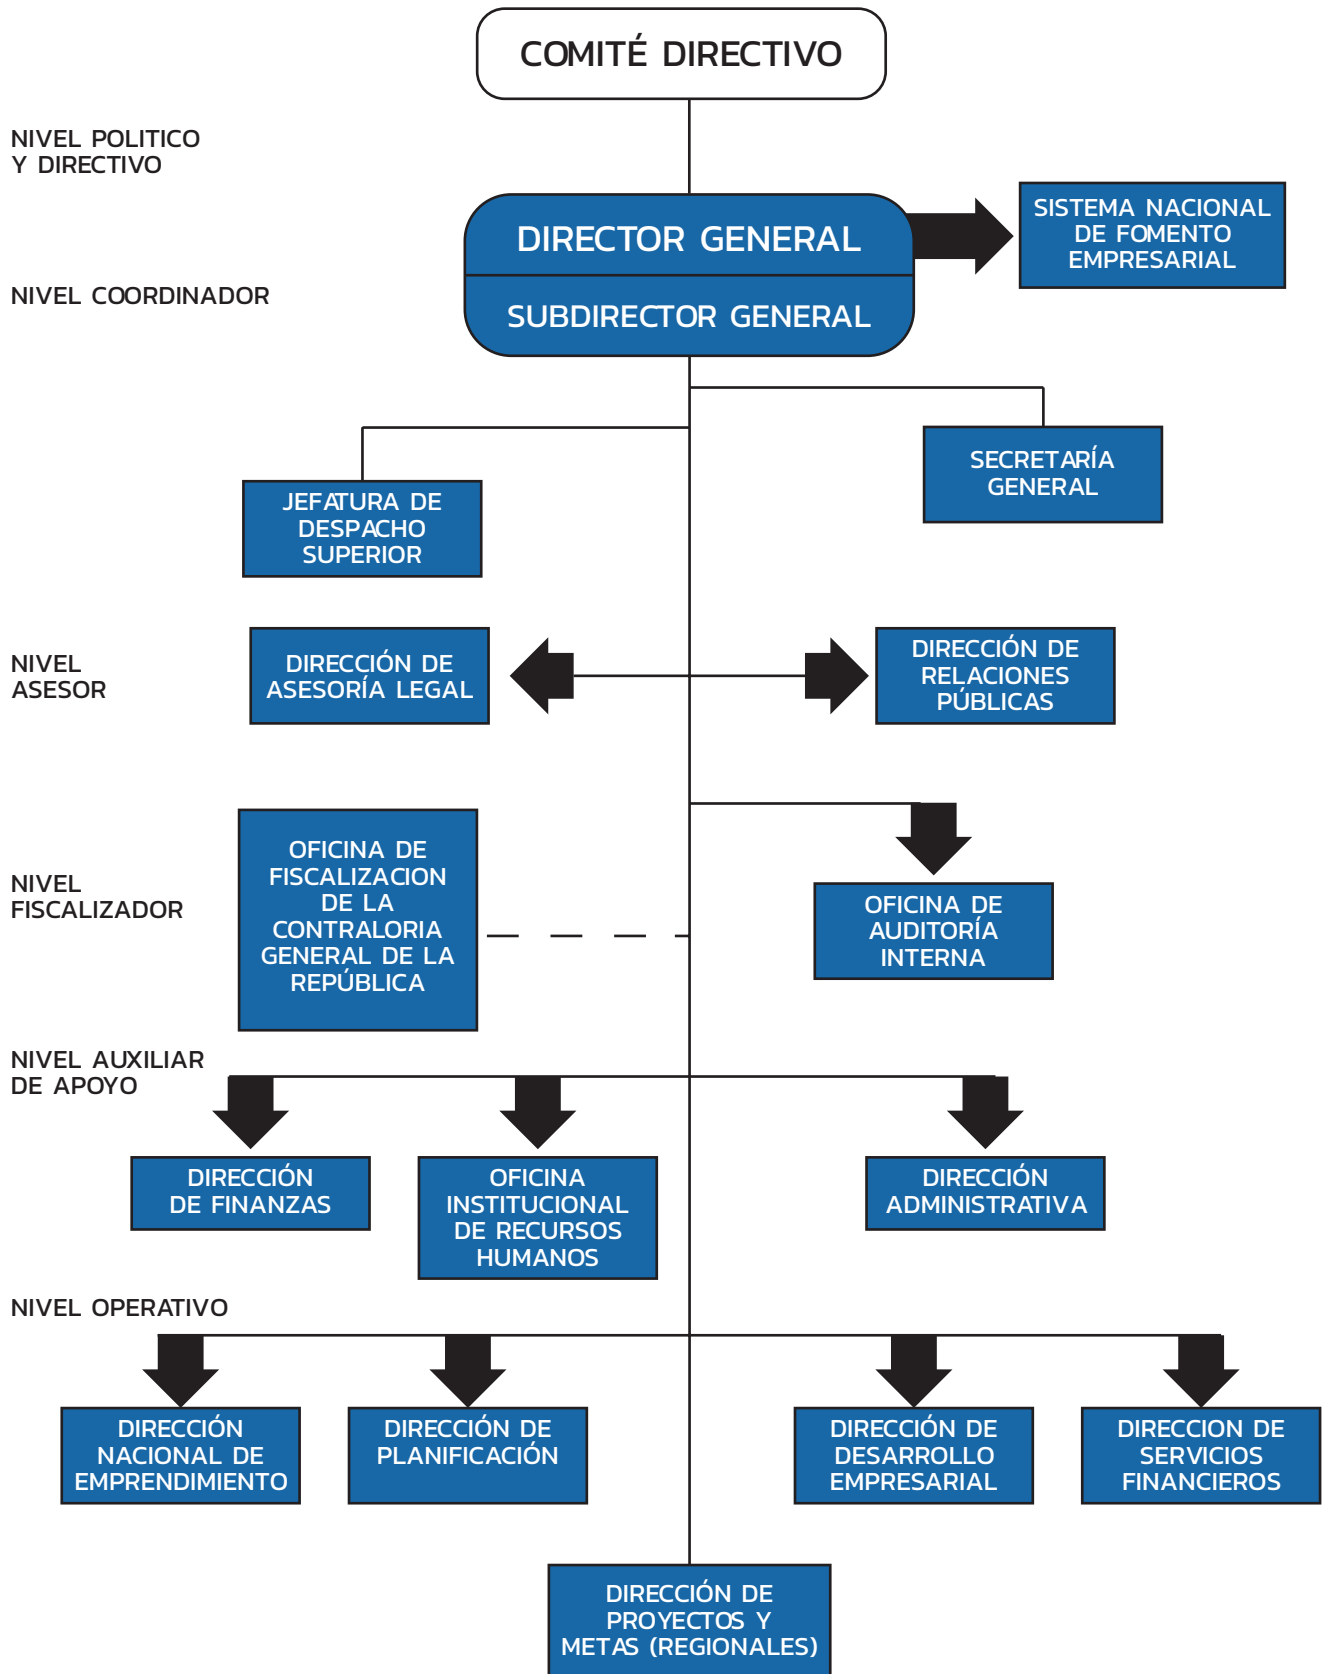 COMITÉ DIRECTIVO
NIVEL POLITICO
Y DIRECTIVO
DIRECTOR GENERAL
SISTEMA NACIONAL
DE FOMENTO
EMPRESARIAL
NIVEL COORDINADOR
SUBDIRECTOR GENERAL
SECRETARÍA
GENERAL
JEFATURA DE
DESPACHO
SUPERIOR
NIVEL
ASESOR
DIRECCIÓN DE
ASESORÍA LEGAL
DIRECCIÓN DE
RELACIONES
PÚBLICAS
NIVEL
FISCALIZADOR
OFICINA DE
FISCALIZACION
DE LA
CONTRALORIA
GENERAL DE LA
REPÚBLICA
OFICINA DE
AUDITORÍA
INTERNA
NIVEL AUXILIAR
DE APOYO
DIRECCIÓN
DE FINANZAS
OFICINA
INSTITUCIONAL
DE RECURSOS
HUMANOS
DIRECCIÓN
ADMINISTRATIVA
NIVEL OPERATIVO
DIRECCIÓN
NACIONAL DE
EMPRENDIMIENTO
DIRECCIÓN DE
PLANIFICACIÓN
DIRECCIÓN DE
DESARROLLO
EMPRESARIAL
DIRECCION DE
SERVICIOS
FINANCIEROS
DIRECCIÓN DE
PROYECTOS Y
METAS (REGIONALES)